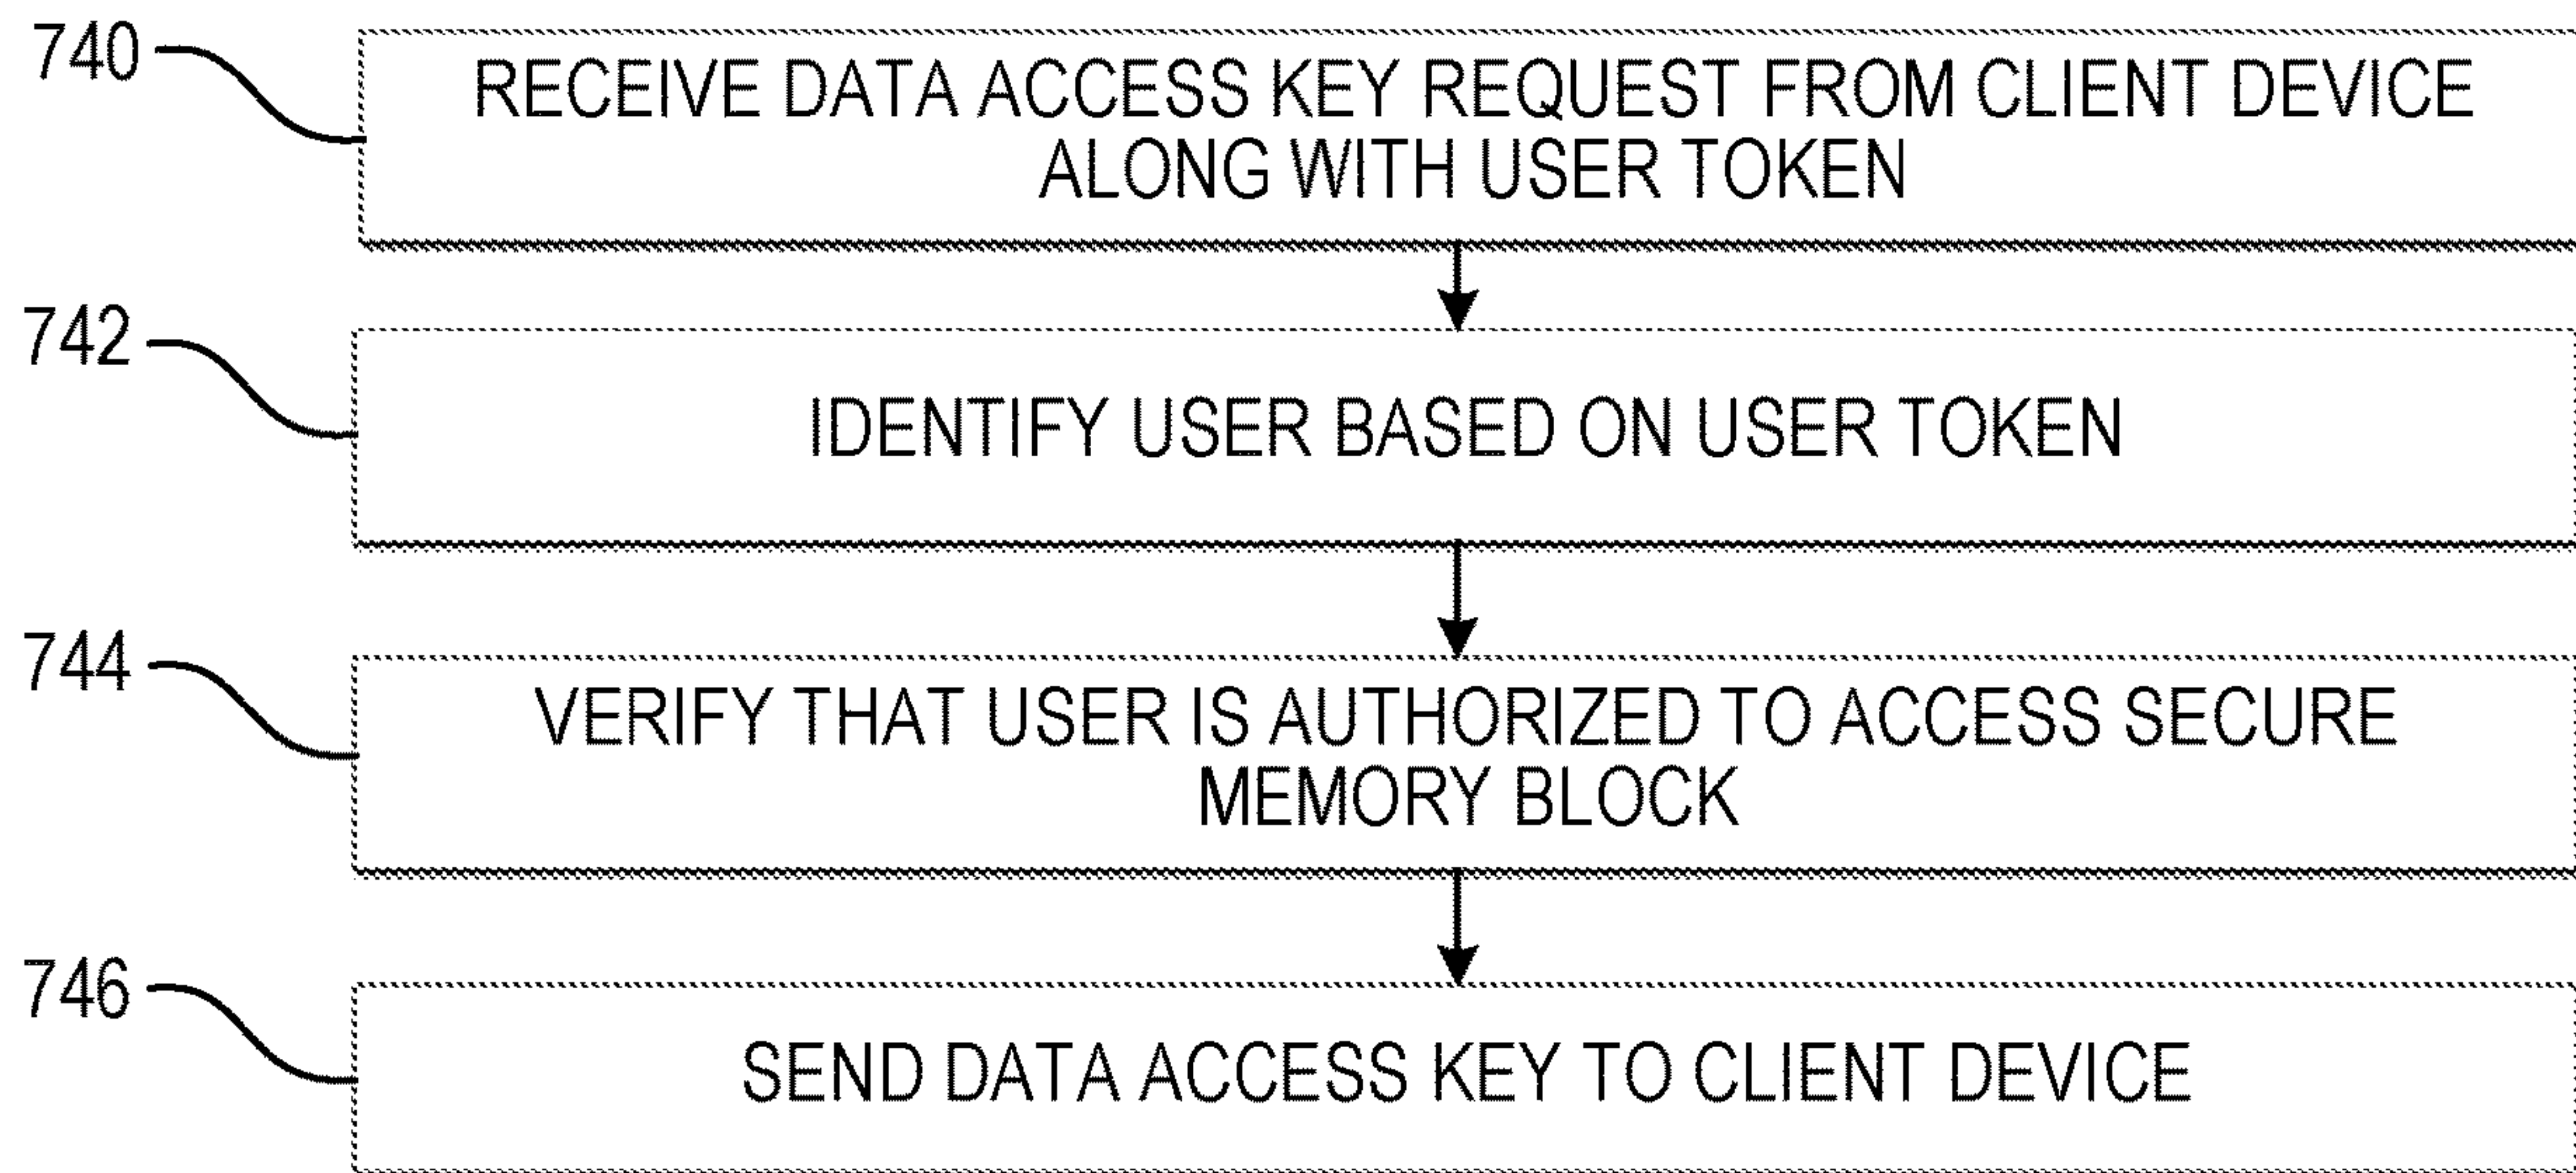 740
RECEIVE DATA ACCESS KEY REQUEST FROM CLIENT DEVICE
ALONG WITH USER TOKEN
742
IDENTIFY USER BASED ON USER TOKEN
744
VERIFY THAT USER IS AUTHORIZED TO ACCESS SECURE
MEMORY BLOCK
746
SEND DATA ACCESS KEY TO CLIENT DEVICE